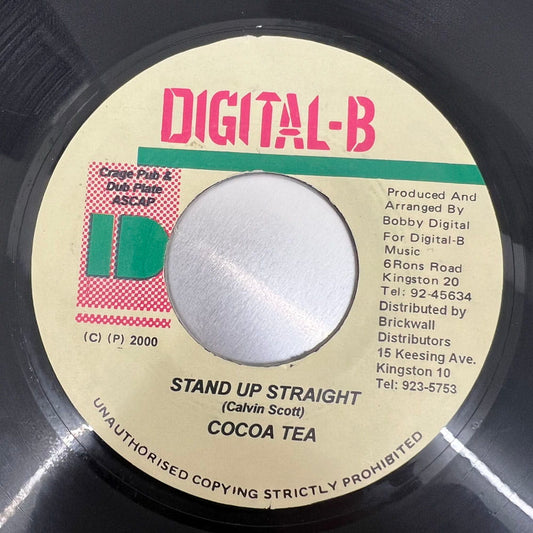 DIGITAL-B
Crage Pub &
Dub Plate
ASCAP
D
(C) (P) 2000
Produced And
Arranged By
Bobby Digital
For Digital-B
Music
6Rons Road
Kingston 20
Tel: 92-45634
Distributed by
Brickwall
Distributors
15 Keesing Ave.
Kingston 10
Tel: 923-5753
STAND UP STRAIGHT
(Calvin Scott)
COCOA TEA
UNAUTHORISED COPYING STRICTLY PROHIBITED